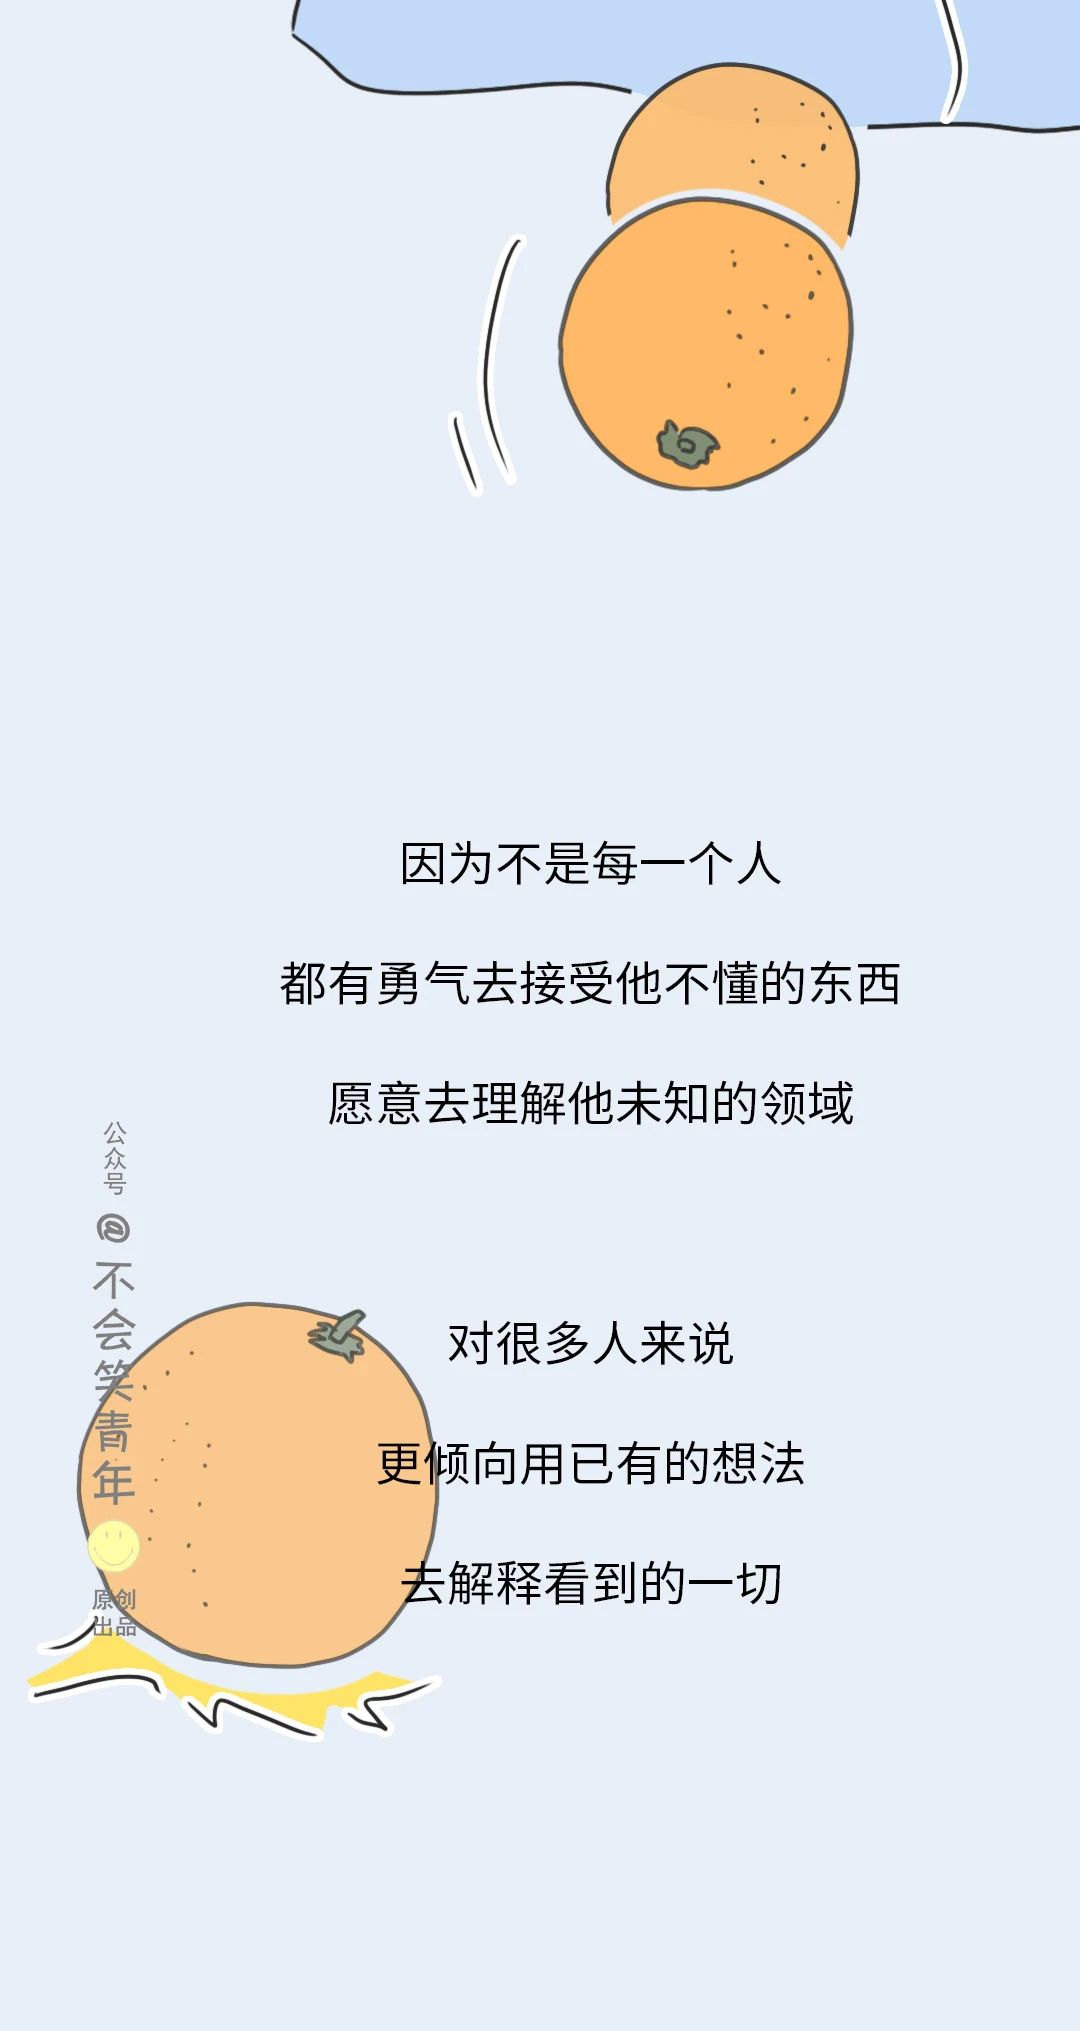 因为不是每一个人
都有勇气去接受他不懂的东西
愿意去理解他未知的领域
对很多人来说
更倾向用已有的想法
去解释看到的一切
公众号
@不会笑青年
原创
出品